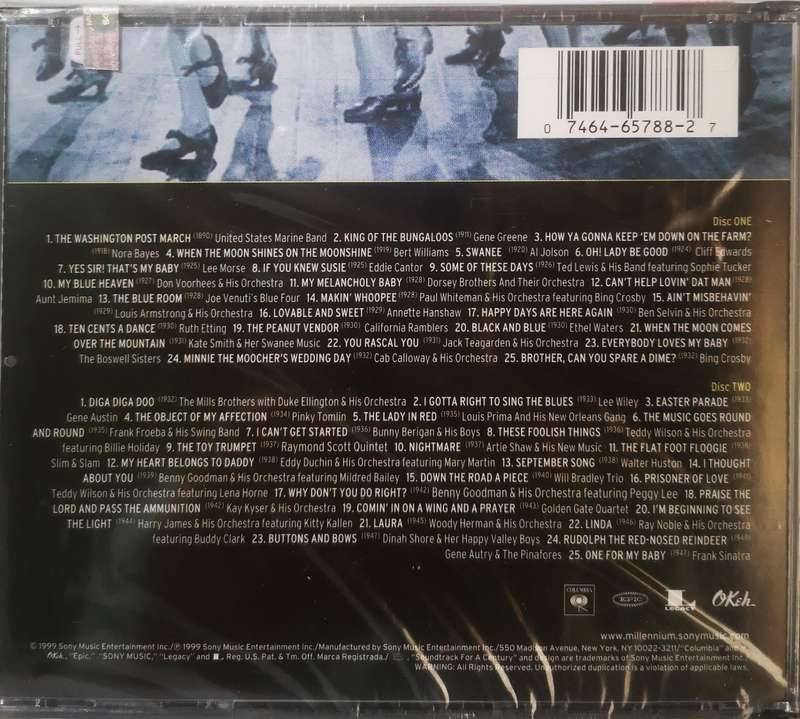 0 7464-65788-2 7
Disc ONE
1. THE WASHINGTON POST MARCH (1890) United States Marine Band 2. KING OF THE BUNGALOOS (1911) Gene Greene 3. HOW YA GONNA KEEP 'EM DOWN ON THE FARM?
(1918) Nora Bayes 4. WHEN THE MOON SHINES ON THE MOONSHINE (1919) Bert Williams 5. SWANEE (1920) Al Jolson 6. OH! LADY BE GOOD (1924) Cliff Edwards
7. YES SIR! THAT'S MY BABY (1925) Lee Morse 8. IF YOU KNEW SUSIE (1925) Eddie Cantor 9. SOME OF THESE DAYS (1926) Ted Lewis & His Band featuring Sophie Tucker
10. MY BLUE HEAVEN (1927) Don Voorhees & His Orchestra 11. MY MELANCHOLY BABY (1928) Dorsey Brothers And Their Orchestra 12. CAN'T HELP LOVIN' DAT MAN (1928)
Aunt Jemima 13. THE BLUE ROOM (1928) Joe Venuti's Blue Four 14. MAKIN' WHOOPEE (1928) Paul Whiteman & His Orchestra featuring Bing Crosby 15. AIN'T MISBEHAVIN'
(1929) Louis Armstrong & His Orchestra 16. LOVABLE AND SWEET (1929) Annette Hanshaw 17. HAPPY DAYS ARE HERE AGAIN (1930) Ben Selvin & His Orchestra
18. TEN CENTS A DANCE (1930) Ruth Etting 19. THE PEANUT VENDOR (1930) California Ramblers 20. BLACK AND BLUE (1930) Ethel Waters 21. WHEN THE MOON COMES
OVER THE MOUNTAIN (1931) Kate Smith & Her Swanee Music 22. YOU RASCAL YOU (1931) Jack Teagarden & His Orchestra 23. EVERYBODY LOVES MY BABY (1932)
The Boswell Sisters 24. MINNIE THE MOOCHER'S WEDDING DAY (1932) Cab Calloway & His Orchestra 25. BROTHER, CAN YOU SPARE A DIME? (1932) Bing Crosby
Disc TWO
1. DIGA DIGA DOO (1932) The Mills Brothers with Duke Ellington & His Orchestra 2. I GOTTA RIGHT TO SING THE BLUES (1933) Lee Wiley 3. EASTER PARADE (1933)
Gene Austin 4. THE OBJECT OF MY AFFECTION (1934) Pinky Tomlin 5. THE LADY IN RED (1935) Louis Prima And His New Orleans Gang 6. THE MUSIC GOES ROUND
AND ROUND (1935) Frank Froeba & His Swing Band 7. I CAN'T GET STARTED (1936) Bunny Berigan & His Boys 8. THESE FOOLISH THINGS (1936) Teddy Wilson & His Orchestra
featuring Billie Holiday 9. THE TOY TRUMPET (1937) Raymond Scott Quintet 10. NIGHTMARE (1937) Artie Shaw & His New Music 11. THE FLAT FOOT FLOOGIE (1938)
Slim & Slam 12. MY HEART BELONGS TO DADDY (1938) Eddy Duchin & His Orchestra featuring Mary Martin 13. SEPTEMBER SONG (1938) Walter Huston 14. I THOUGHT
ABOUT YOU (1939) Benny Goodman & His Orchestra featuring Mildred Bailey 15. DOWN THE ROAD A PIECE (1940) Will Bradley Trio 16. PRISONER OF LOVE (1941)
Teddy Wilson & His Orchestra featuring Lena Horne 17. WHY DON'T YOU DO RIGHT? (1942) Benny Goodman & His Orchestra featuring Peggy Lee 18. PRAISE THE
LORD AND PASS THE AMMUNITION (1942) Kay Kyser & His Orchestra 19. COMIN' IN ON A WING AND A PRAYER (1943) Golden Gate Quartet 20. I'M BEGINNING TO SEE
THE LIGHT (1944) Harry James & His Orchestra featuring Kitty Kallen 21. LAURA (1945) Woody Herman & His Orchestra 22. LINDA (1946) Ray Noble & His Orchestra
featuring Buddy Clark 23. BUTTONS AND BOWS (1947) Dinah Shore & Her Happy Valley Boys 24. RUDOLPH THE RED-NOSED REINDEER (1949)
Gene Autry & The Pinafores 25. ONE FOR MY BABY (1947) Frank Sinatra
COLUMBIA EPIC LEGACY OKeh
www.millennium.sonymusic.com
© 1999 Sony Music Entertainment Inc./℗ 1999 Sony Music Entertainment Inc./Manufactured by Sony Music Entertainment Inc./550 Madison Avenue, New York, NY 10022-3211/"Columbia" and
OKeh, "Epic," "SONY MUSIC," "Legacy" and L Reg. U.S. Pat. & Tm. Off. Marca Registrada./ "Soundtrack For A Century" and design are trademarks of Sony Music Entertainment Inc./
WARNING: All Rights Reserved. Unauthorized duplication is a violation of applicable laws.